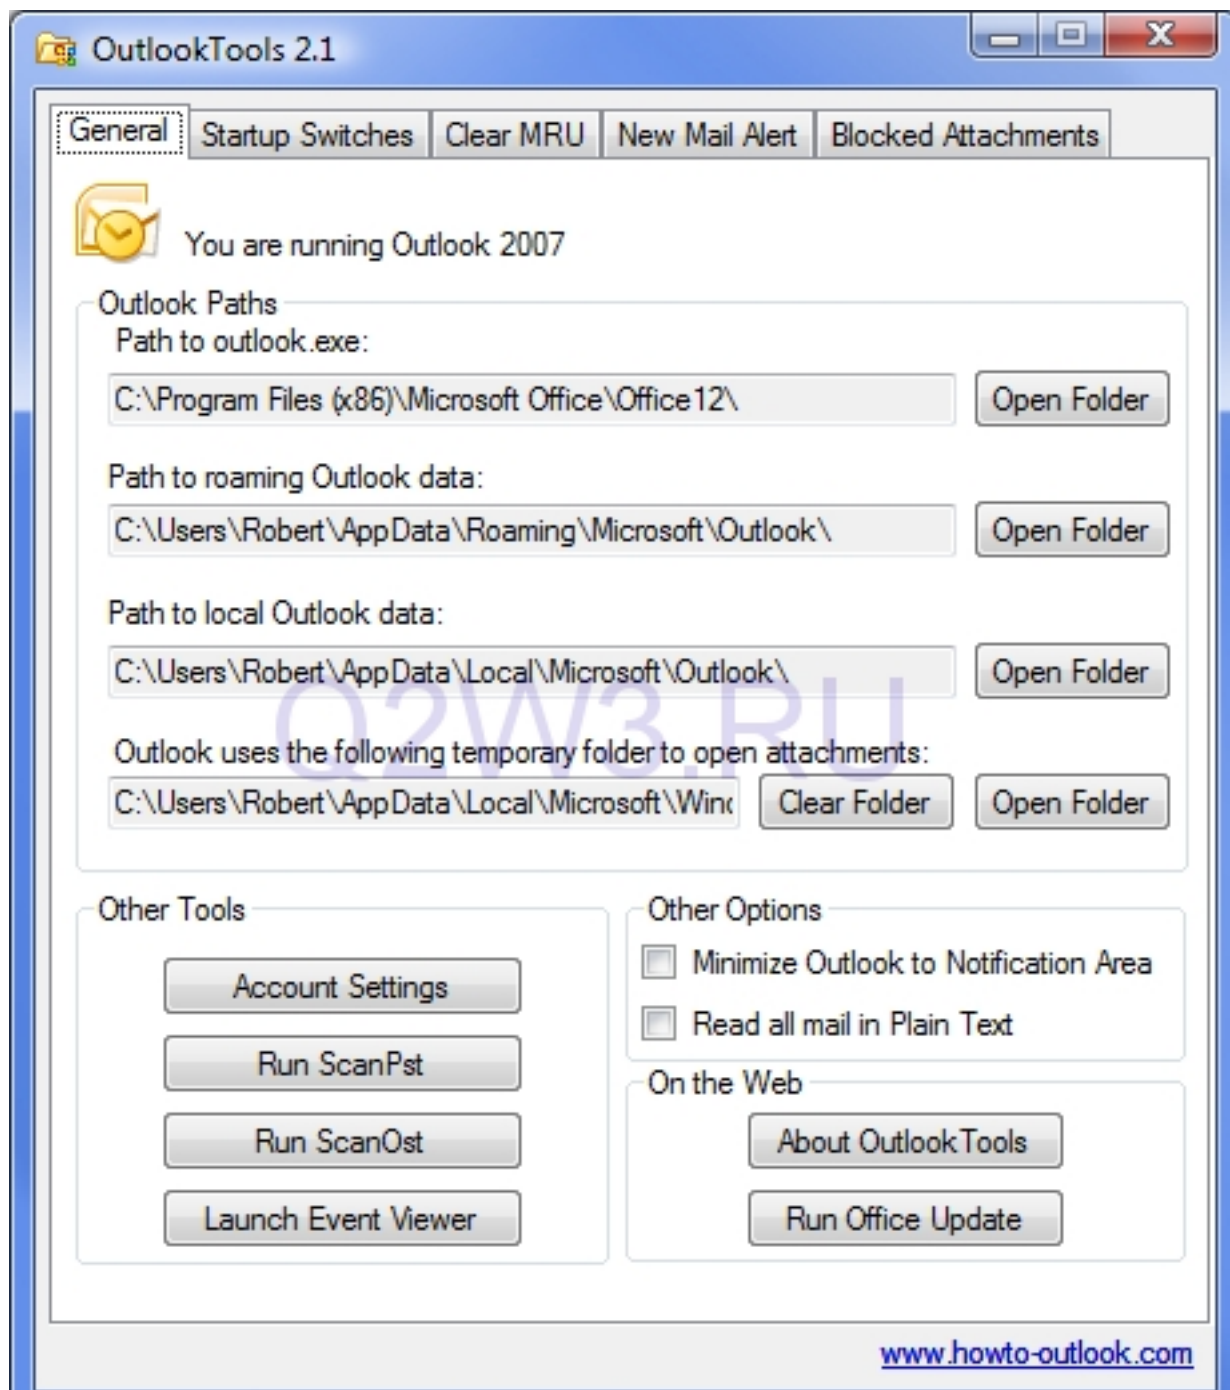 OutlookTools 2.1
General Startup Switches Clear MRU New Mail Alert Blocked Attachments
You are running Outlook 2007
Outlook Paths
Path to outlook.exe:
C:\Program Files (x86)\Microsoft Office\Office12\ Open Folder
Path to roaming Outlook data:
C:\Users\Robert\AppData\Roaming\Microsoft\Outlook\ Open Folder
Path to local Outlook data:
C:\Users\Robert\AppData\Local\Microsoft\Outlook\ Open Folder
Q2W3.RU
Outlook uses the following temporary folder to open attachments:
C:\Users\Robert\AppData\Local\Microsoft\Wind Clear Folder Open Folder
Other Tools
Account Settings
Run ScanPst
Run ScanOst
Launch Event Viewer
Other Options
Minimize Outlook to Notification Area
Read all mail in Plain Text
On the Web
About OutlookTools
Run Office Update
www.howto-outlook.com